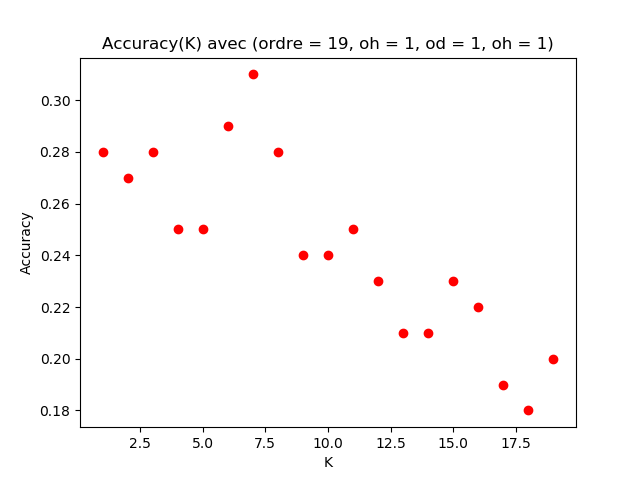 Accuracy(K) avec (ordre = 19, oh = 1, od = 1, oh = 1)
0.30
0.28
0.26
0.24
0.22
0.20
0.18
Accuracy
2.5 5.0 7.5 10.0 12.5 15.0 17.5
K